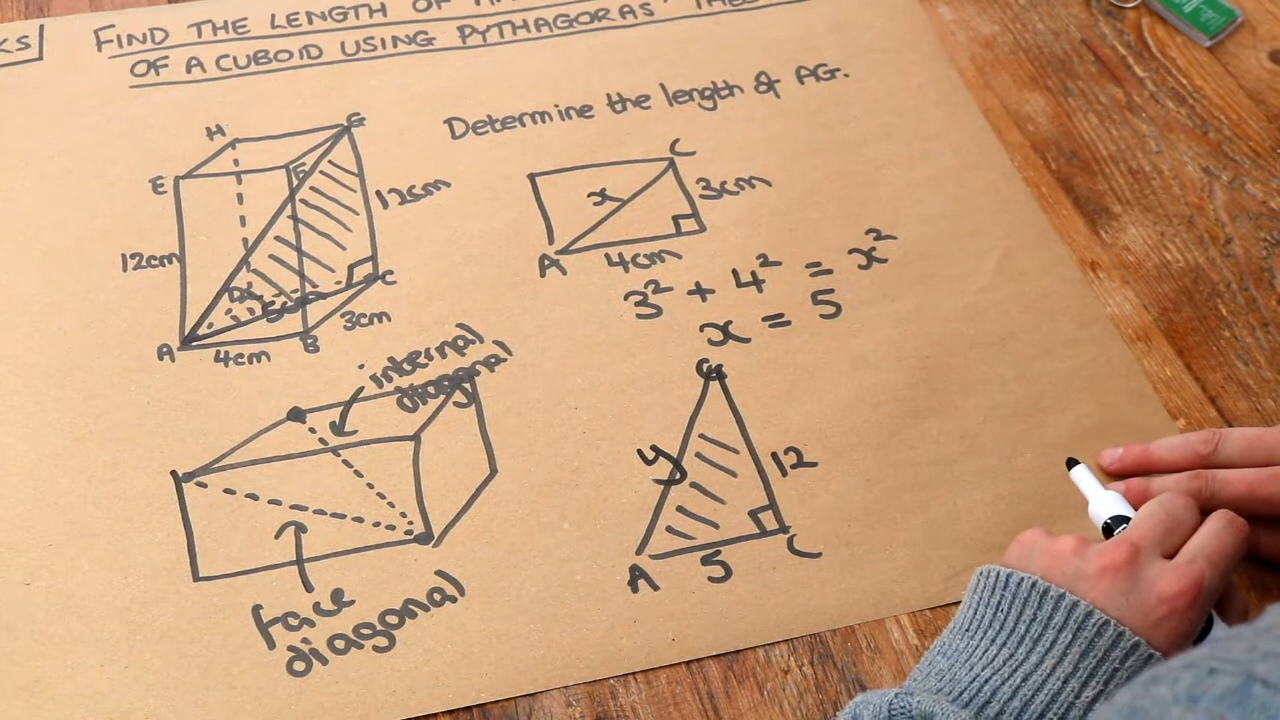 KS
FIND THE LENGTH OF
OF A CUBOID USING PYTHAGORAS'
Determine the length of AG.
H
G
E
F
12cm
12cm
x
5cm
C
A
4cm
B
3cm
C
x
3cm
A
4cm
3² + 4² = x²
x = 5
internal
diagonal
face
diagonal
G
y
12
A
5
C